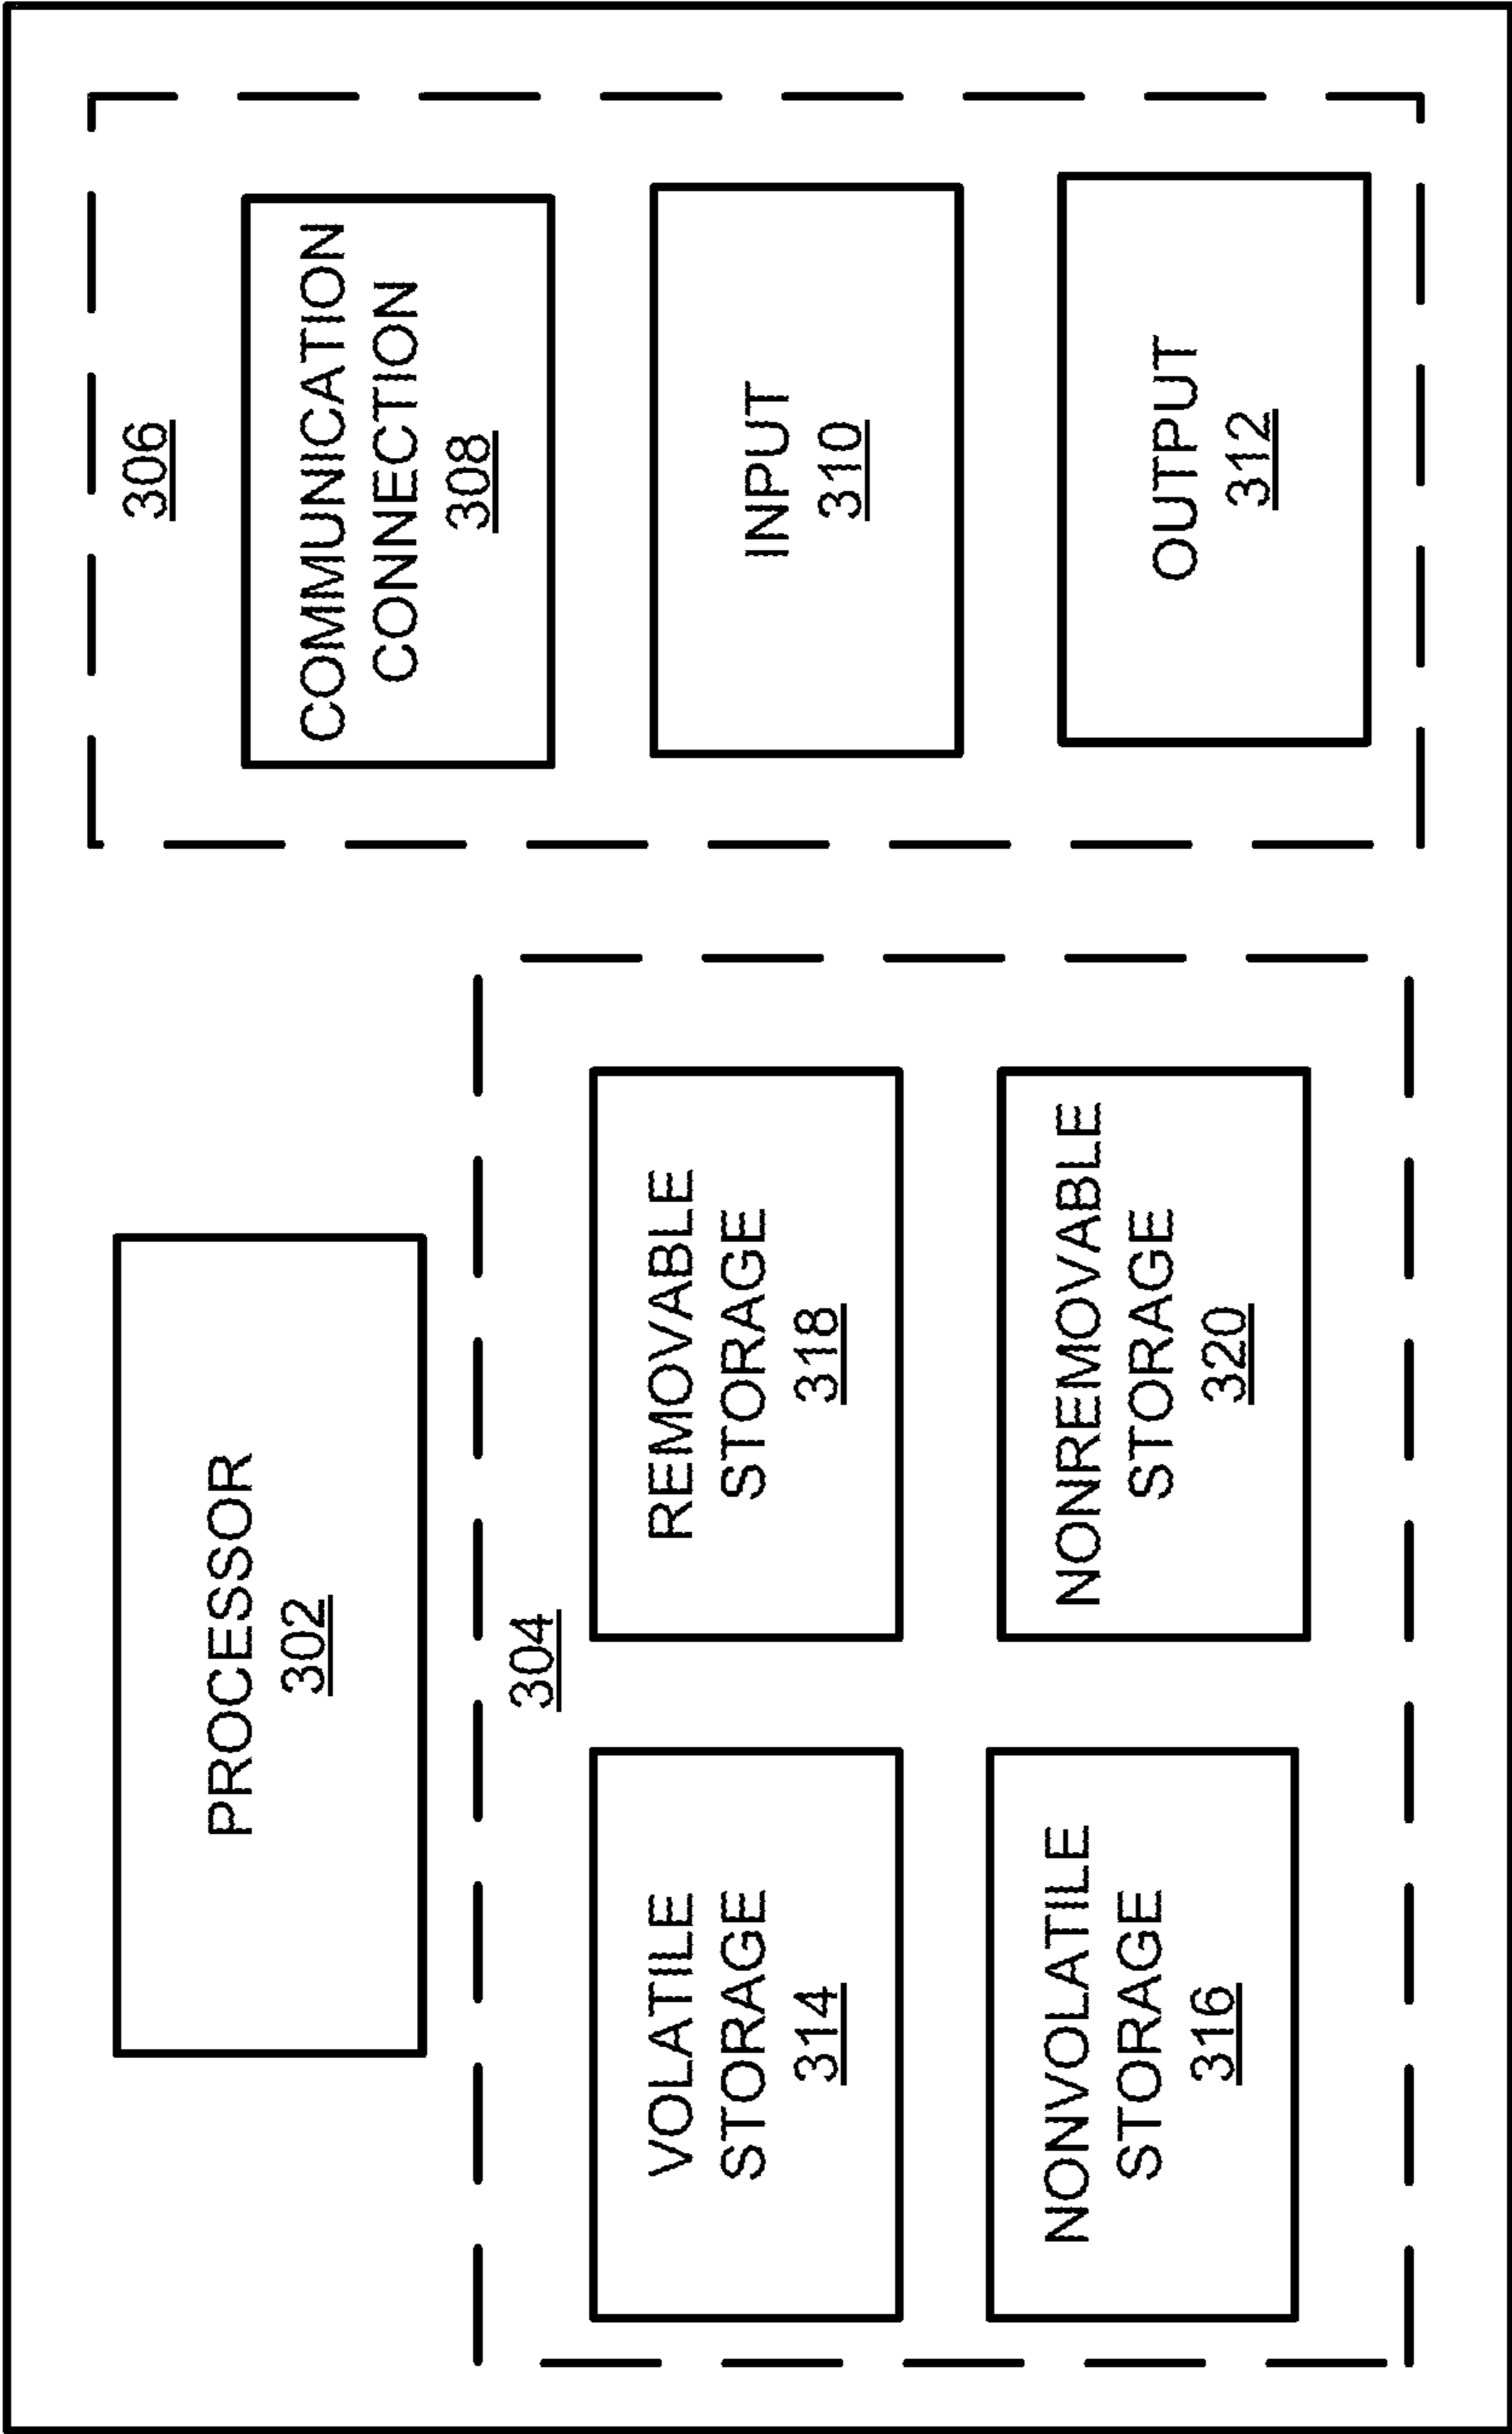 PROCESSOR
302
304
VOLATILE
STORAGE
314
REMOVABLE
STORAGE
318
NONVOLATILE
STORAGE
316
NONREMOVABLE
STORAGE
320
306
COMMUNICATION
CONNECTION
308
INPUT
310
OUTPUT
312